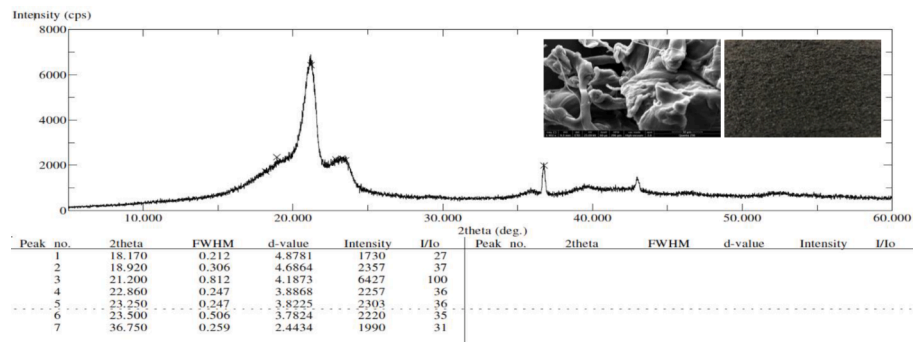 Intensity (cps)
8000
6000
4000
2000
0
10.000 20.000 30.000 40.000 50.000 60.000
2theta (deg.)
Peak no. 2theta FWHM d-value Intensity I/Io Peak no. 2theta FWHM d-value Intensity I/Io
1 18.170 0.212 4.8781 1730 27
2 18.920 0.306 4.6864 2357 37
3 21.200 0.812 4.1873 6427 100
4 22.860 0.247 3.8868 2257 36
5 23.250 0.247 3.8225 2303 36
6 23.500 0.506 3.7824 2220 35
7 36.750 0.259 2.4434 1990 31